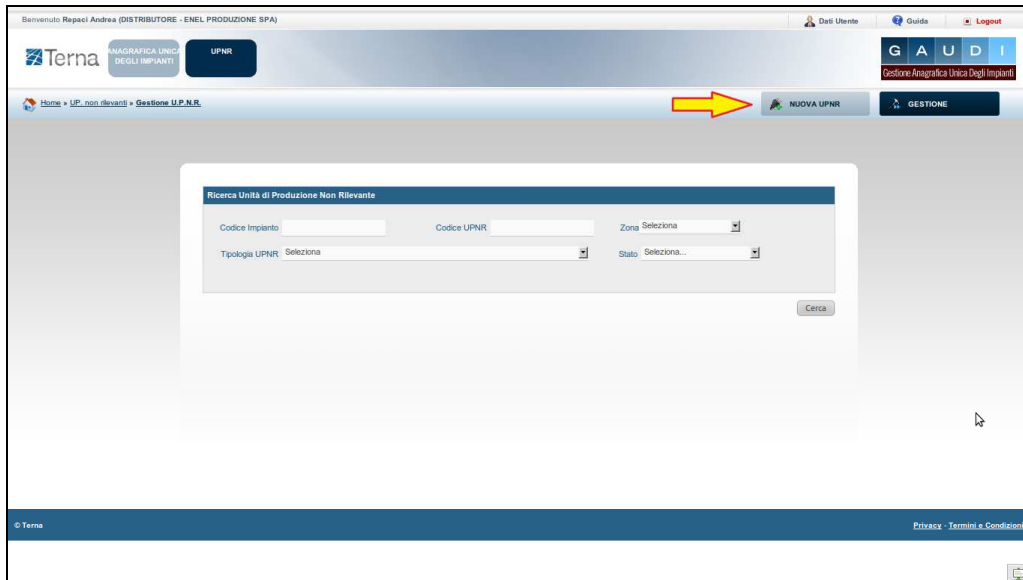 Benvenuto Repaci Andrea (DISTRIBUTORE - ENEL PRODUZIONE SPA)
Dati Utente
Guida
Logout
Terna
ANAGRAFICA UNICA
DEGLI IMPIANTI
UPNR
G A U D I
Gestione Anagrafica Unica Degli Impianti
Home » UP. non rilevanti » Gestione U.P.N.R.
NUOVA UPNR
GESTIONE
Ricerca Unità di Produzione Non Rilevante
Codice Impianto
Codice UPNR
Zona Seleziona
Tipologia UPNR Seleziona
Stato Seleziona...
Cerca
© Terna
Privacy - Termini e Condizioni